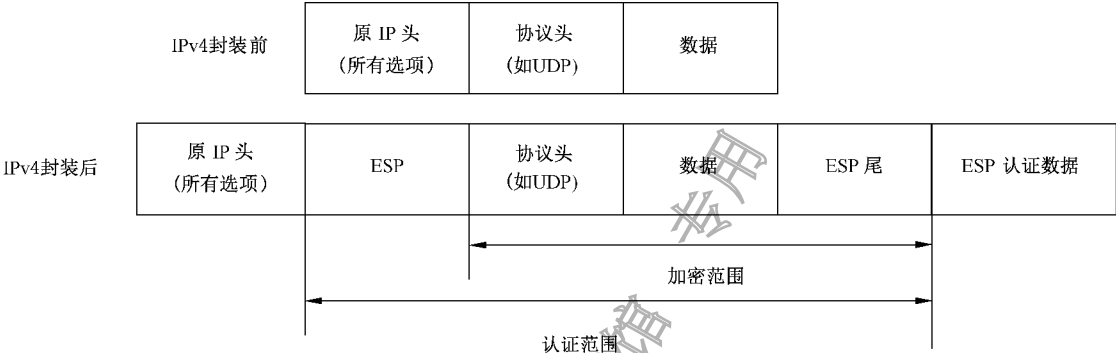 IPv4封装前
原 IP 头
(所有选项)
协议头
(如UDP)
数据
IPv4封装后
原 IP 头
(所有选项)
ESP
协议头
(如UDP)
数据
ESP 尾
ESP 认证数据
专用
加密范围
馆
认证范围